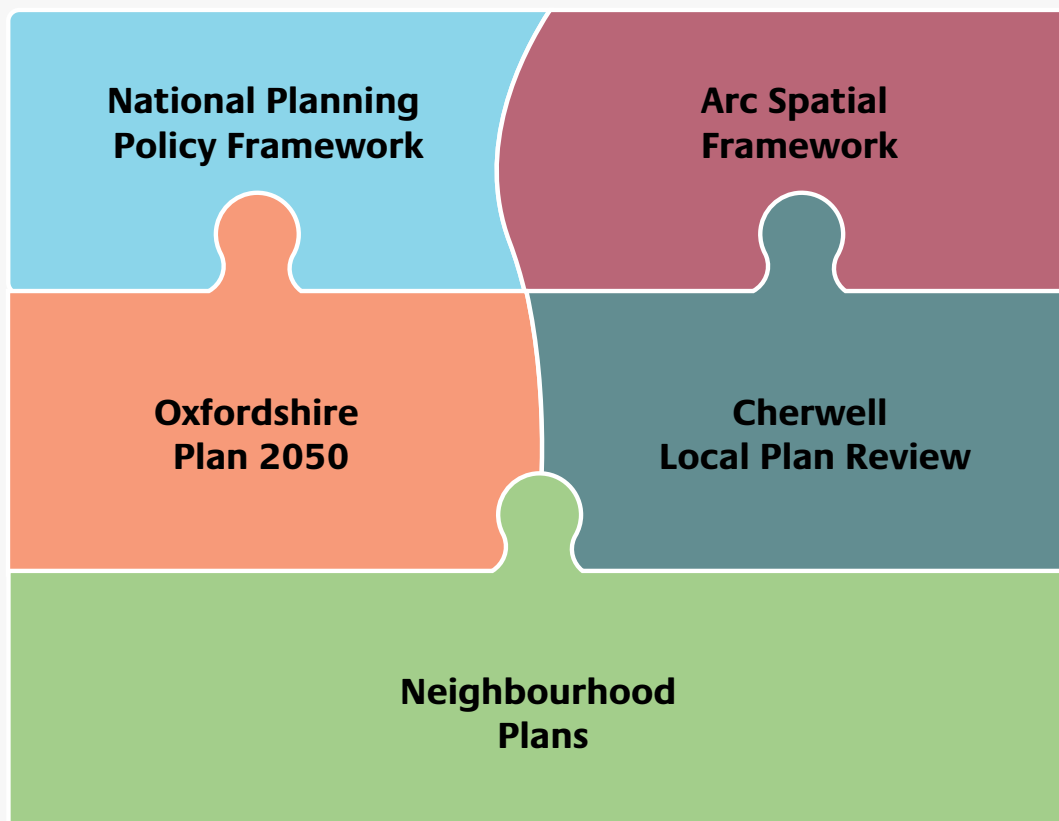 National Planning
Policy Framework
Arc Spatial
Framework
Oxfordshire
Plan 2050
Cherwell
Local Plan Review
Neighbourhood
Plans